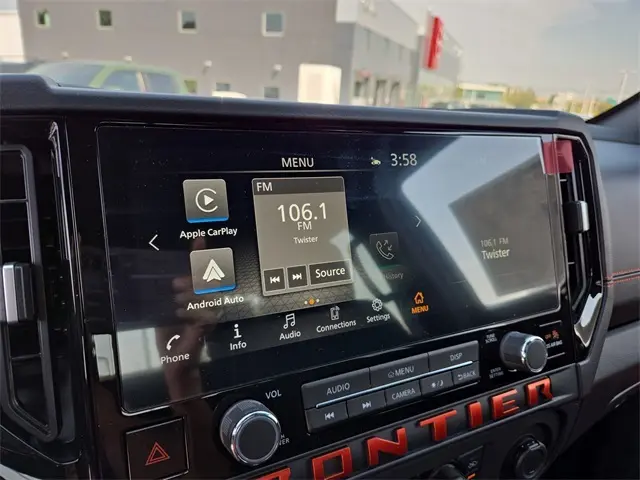 MENU 3:58
FM
106.1
FM
Twister
Source
Apple CarPlay
Android Auto
106.1 FM
Twister
Phone
Info
Audio
Connections
Settings
MENU
VOL
AUDIO
MENU
DISP
CAMERA
BACK
RONTIER